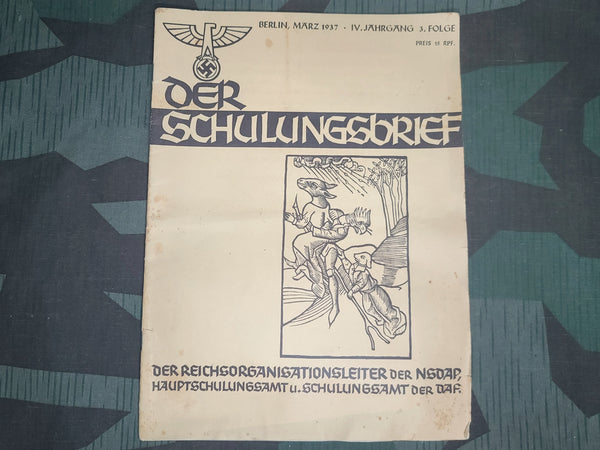 BERLIN, MÄRZ 1937 · IV. JAHRGANG 3. FOLGE
PREIS 15 RPF.
DER
SCHULUNGSBRIEF
DER REICHSORGANISATIONSLEITER DER NSDAP.
HAUPTSCHULUNGSAMT u. SCHULUNGSAMT DER DAF.